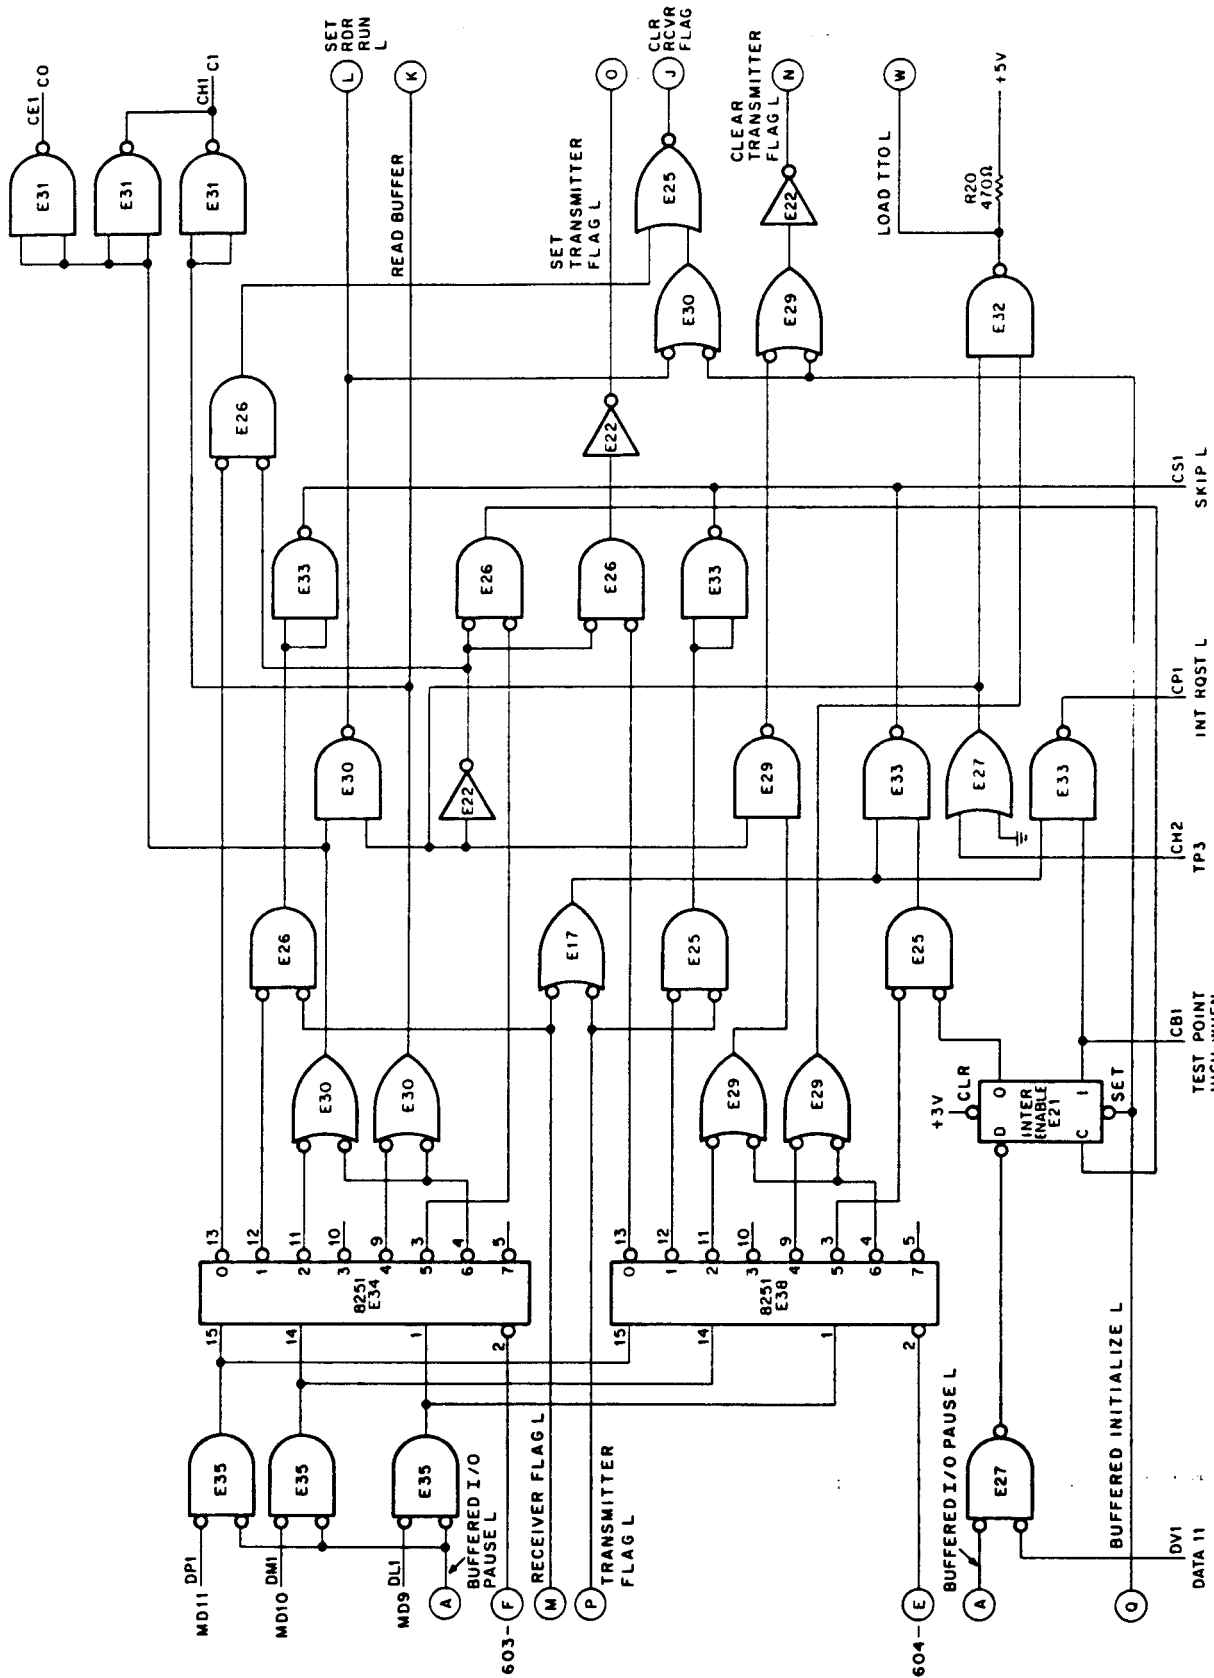 CE1
C0
E31
E31
CH1
C1
E31
SET
RDR
RUN
L
L
READ BUFFER
K
E26
SET
TRANSMITTER
FLAG L
O
E25
CLR
RCVR
FLAG
J
E30
CLEAR
TRANSMITTER
FLAG L
E22
N
E29
LOAD TTO L
W
R20
470Ω
+5V
E32
E22
E33
E26
E26
E33
CS1
SKIP L
E30
E22
E29
E33
E27
E33
CP1
INT RQST L
CH2
TP3
E26
E17
E25
E25
CB1
TEST POINT
E30
E30
E29
E29
+3V
CLR
D
0
INTER
ENABLE
E21
C
1
SET
8251
E34
15
14
1
2
0
13
1
12
2
11
3
10
4
9
5
3
6
4
7
5
8251
E38
15
14
1
2
0
13
1
12
2
11
3
10
4
9
5
3
6
4
7
5
E35
E35
E35
MD11
DP1
MD10
DM1
MD9
DL1
A
BUFFERED I/O
PAUSE L
603-
F
M
RECEIVER FLAG L
P
TRANSMITTER
FLAG L
604-
E
BUFFERED I/O PAUSE L
A
E27
DV1
DATA 11
BUFFERED INITIALIZE L
Q